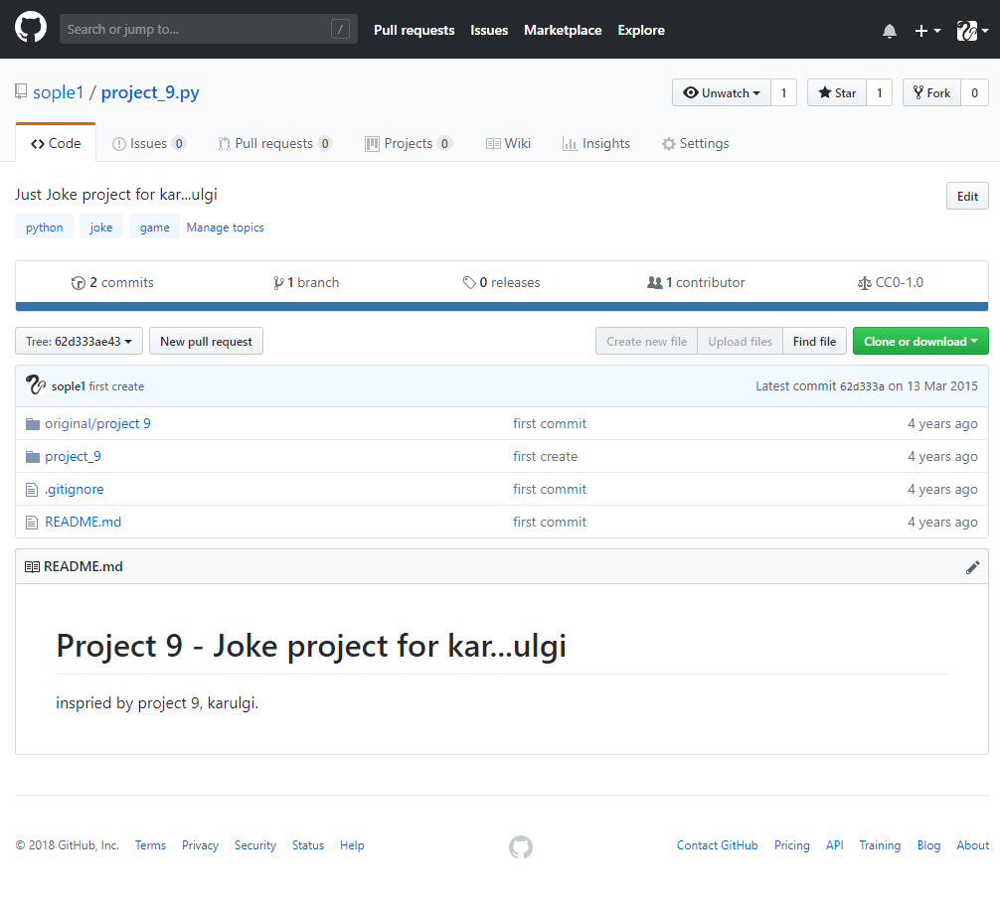 Search or jump to... / Pull requests Issues Marketplace Explore
sople1 / project_9.py Unwatch 1 Star 1 Fork 0
Code Issues 0 Pull requests 0 Projects 0 Wiki Insights Settings
Just Joke project for kar...ulgi Edit
python joke game Manage topics
2 commits 1 branch 0 releases 1 contributor CC0-1.0
Tree: 62d333ae43 New pull request Create new file Upload files Find file Clone or download
sople1 first create Latest commit 62d333a on 13 Mar 2015
original/project 9 first commit 4 years ago
project_9 first create 4 years ago
.gitignore first commit 4 years ago
README.md first commit 4 years ago
README.md
Project 9 - Joke project for kar...ulgi
inspried by project 9, karulgi.
© 2018 GitHub, Inc. Terms Privacy Security Status Help Contact GitHub Pricing API Training Blog About